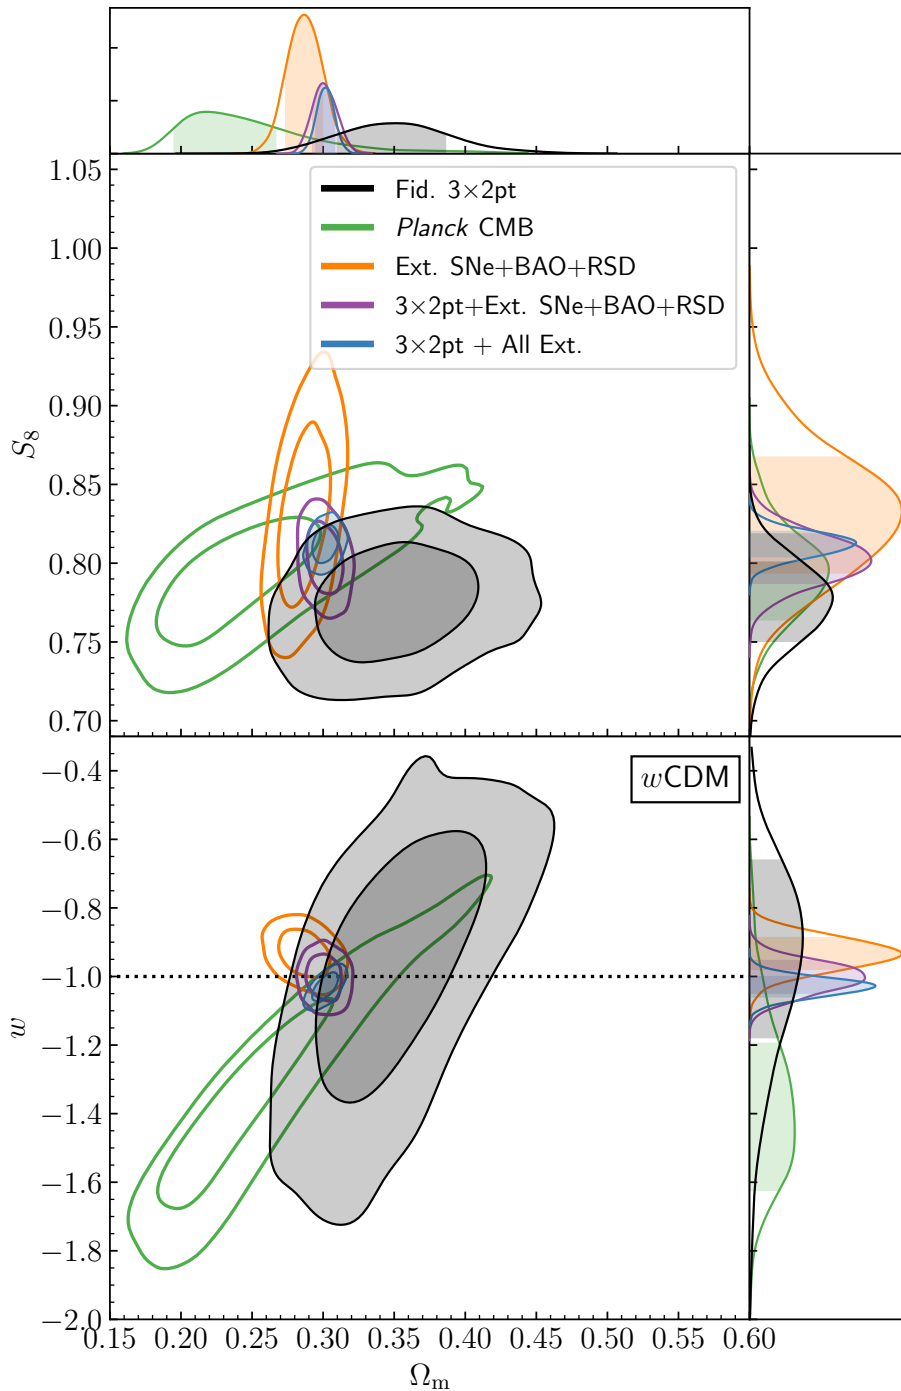 1.05
1.00
0.95
0.90
0.85
0.80
0.75
0.70
S₈
Fid. 3×2pt
Planck CMB
Ext. SNe+BAO+RSD
3×2pt+Ext. SNe+BAO+RSD
3×2pt + All Ext.
wCDM
−0.4
−0.6
−0.8
−1.0
−1.2
−1.4
−1.6
−1.8
−2.0
w
0.15 0.20 0.25 0.30 0.35 0.40 0.45 0.50 0.55 0.60
Ωₘ